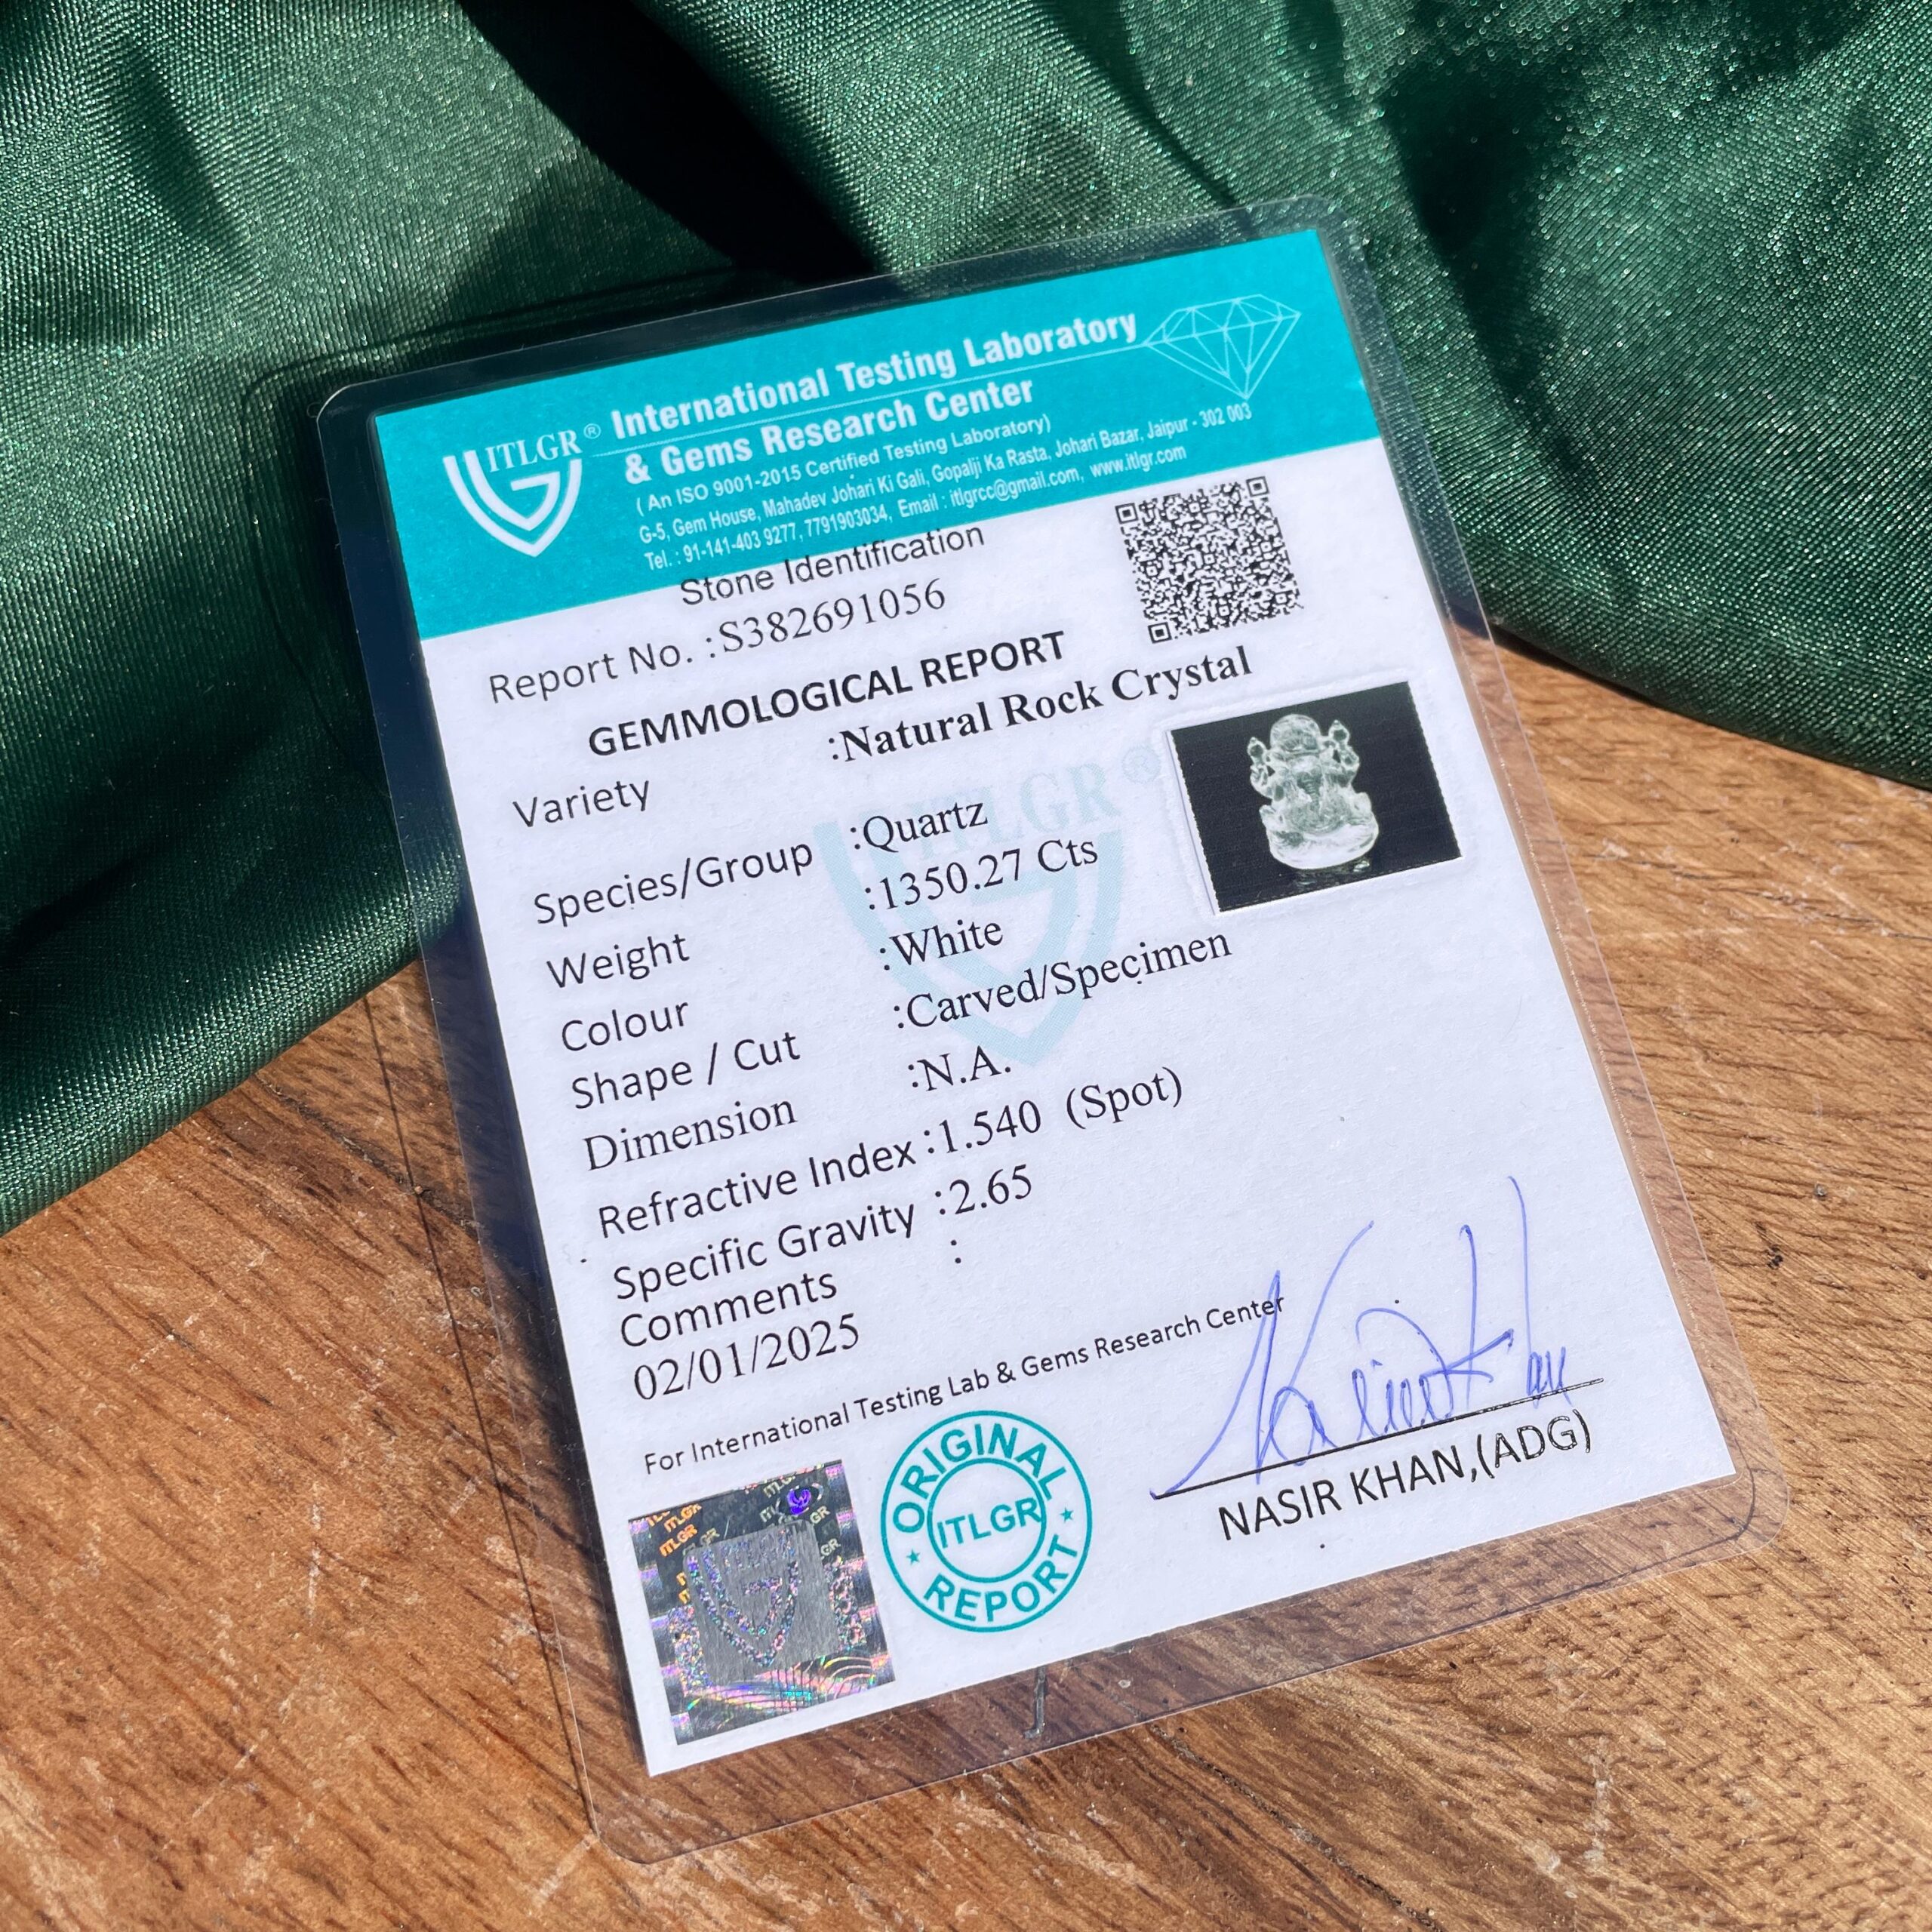 ITLGR®
International Testing Laboratory
& Gems Research Center
( An ISO 9001-2015 Certified Testing Laboratory)
G-5, Gem House, Mahadev Johari Ki Gali, Gopalji Ka Rasta, Johari Bazar, Jaipur - 302 003
Tel. : 91-141-403 9277, 7791903034, Email : itlgrcc@gmail.com, www.itlgr.com
Stone Identification
Report No. :S382691056
GEMMOLOGICAL REPORT
Variety :Natural Rock Crystal
Species/Group :Quartz
Weight :1350.27 Cts
Colour :White
Shape / Cut :Carved/Specimen
Dimension :N.A.
Refractive Index :1.540 (Spot)
Specific Gravity :2.65
Comments :
02/01/2025
For International Testing Lab & Gems Research Center
NASIR KHAN,(ADG)
ORIGINAL
ITLGR
REPORT
ITLGR®
ITLGR
ITLGR